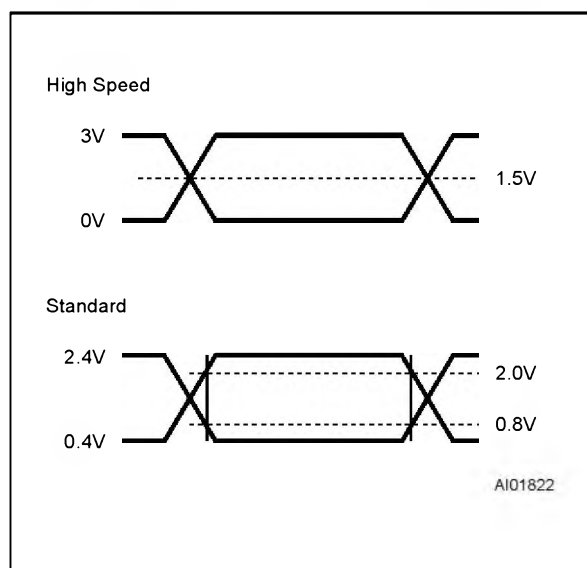 High Speed
3V
1.5V
0V
Standard
2.4V
2.0V
0.8V
0.4V
AI01822